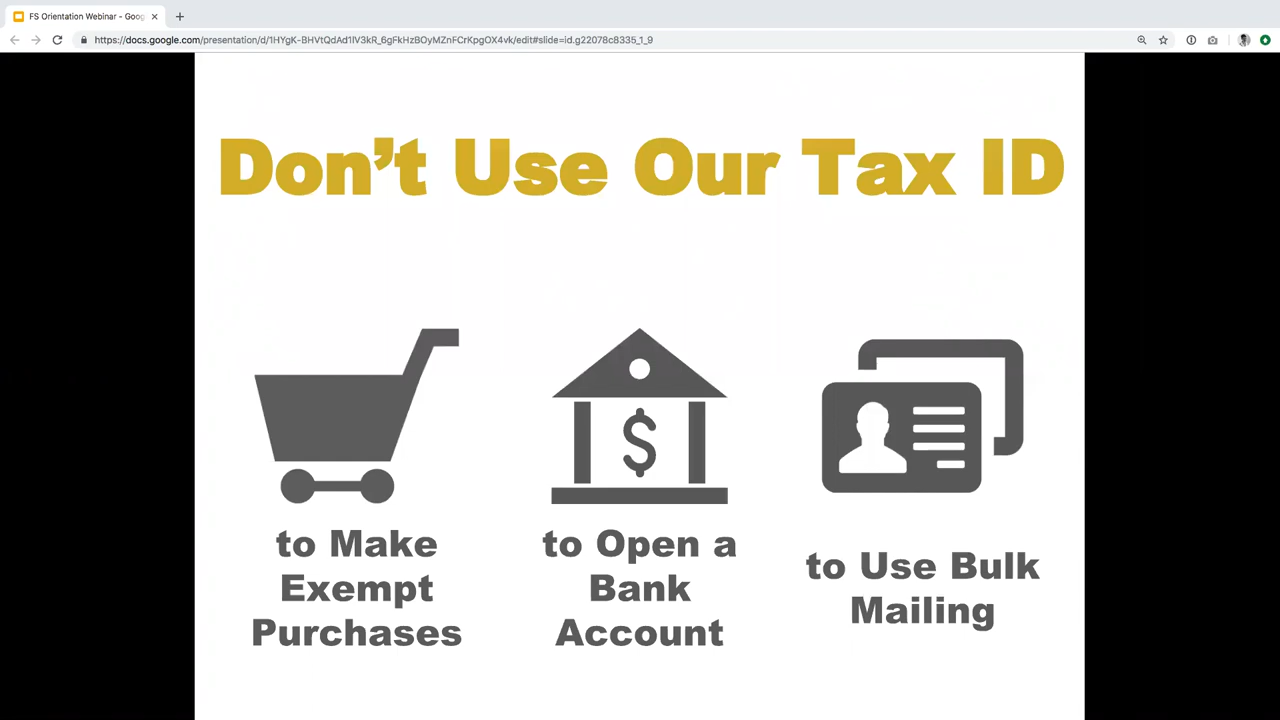 FS Orientation Webinar - Goog
https://docs.google.com/presentation/d/1HYgK-BHVtQdAd1IV3kR_6gFkHzBOyMZnFCrKpgOX4vk/edit#slide=id.g22078c8335_1_9
Don’t Use Our Tax ID
$
to Make
Exempt
Purchases
to Open a
Bank
Account
to Use Bulk
Mailing